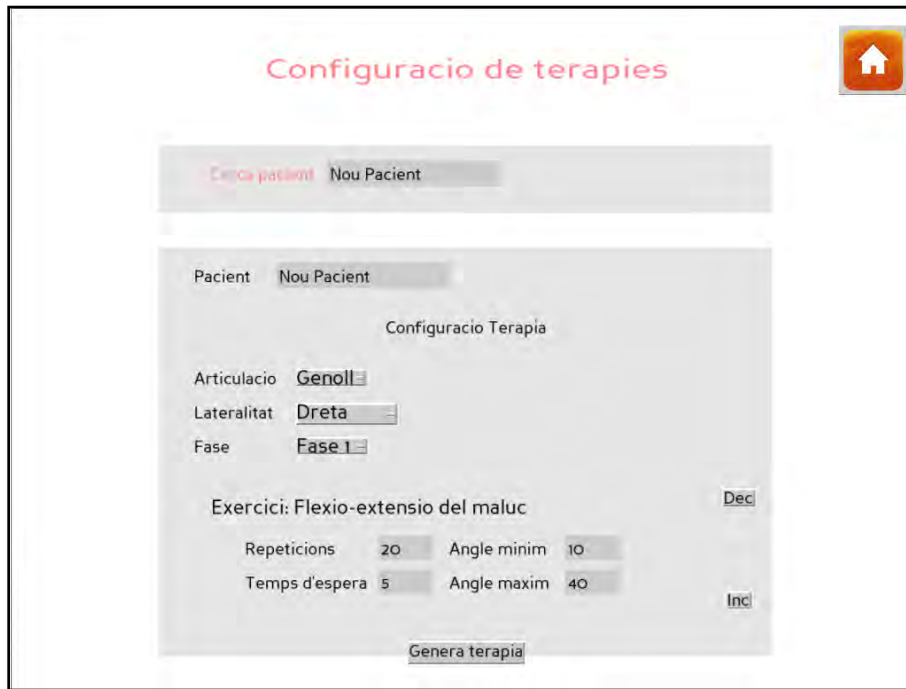 Configuracio de terapies
Cerca pacient Nou Pacient
Pacient Nou Pacient
Configuracio Terapia
Articulacio Genoll
Lateralitat Dreta
Fase Fase 1
Exercici: Flexio-extensio del maluc
Dec
Repeticions 20 Angle minim 10
Temps d'espera 5 Angle maxim 40
Inc
Genera terapia